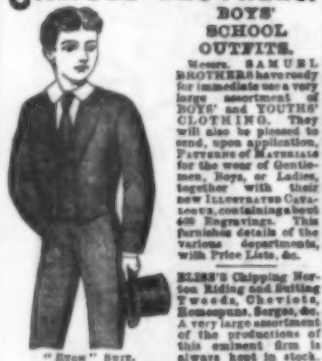 BOYS'
SCHOOL
OUTFITS.
Messrs. SAMUEL
BROTHERS have ready
for immediate use a very
large assortment of
BOYS' and YOUTHS'
CLOTHING. They
will also be pleased to
send, upon application,
PATTERNS of MATERIALS
for the wear of Gentle-
men, Boys, or Ladies,
together with their
new ILLUSTRATED CATA-
LOGUE, containing about
400 Engravings. This
furnishes details of the
various departments,
with Price Lists, &c.
BLISS'S Chipping Nor-
ton Riding and Suiting
Tweeds, Cheviots,
Homespuns, Serges, &c.
A very large assortment
of the productions of
this eminent firm is
always kept in stock.
"ETON" SUIT.